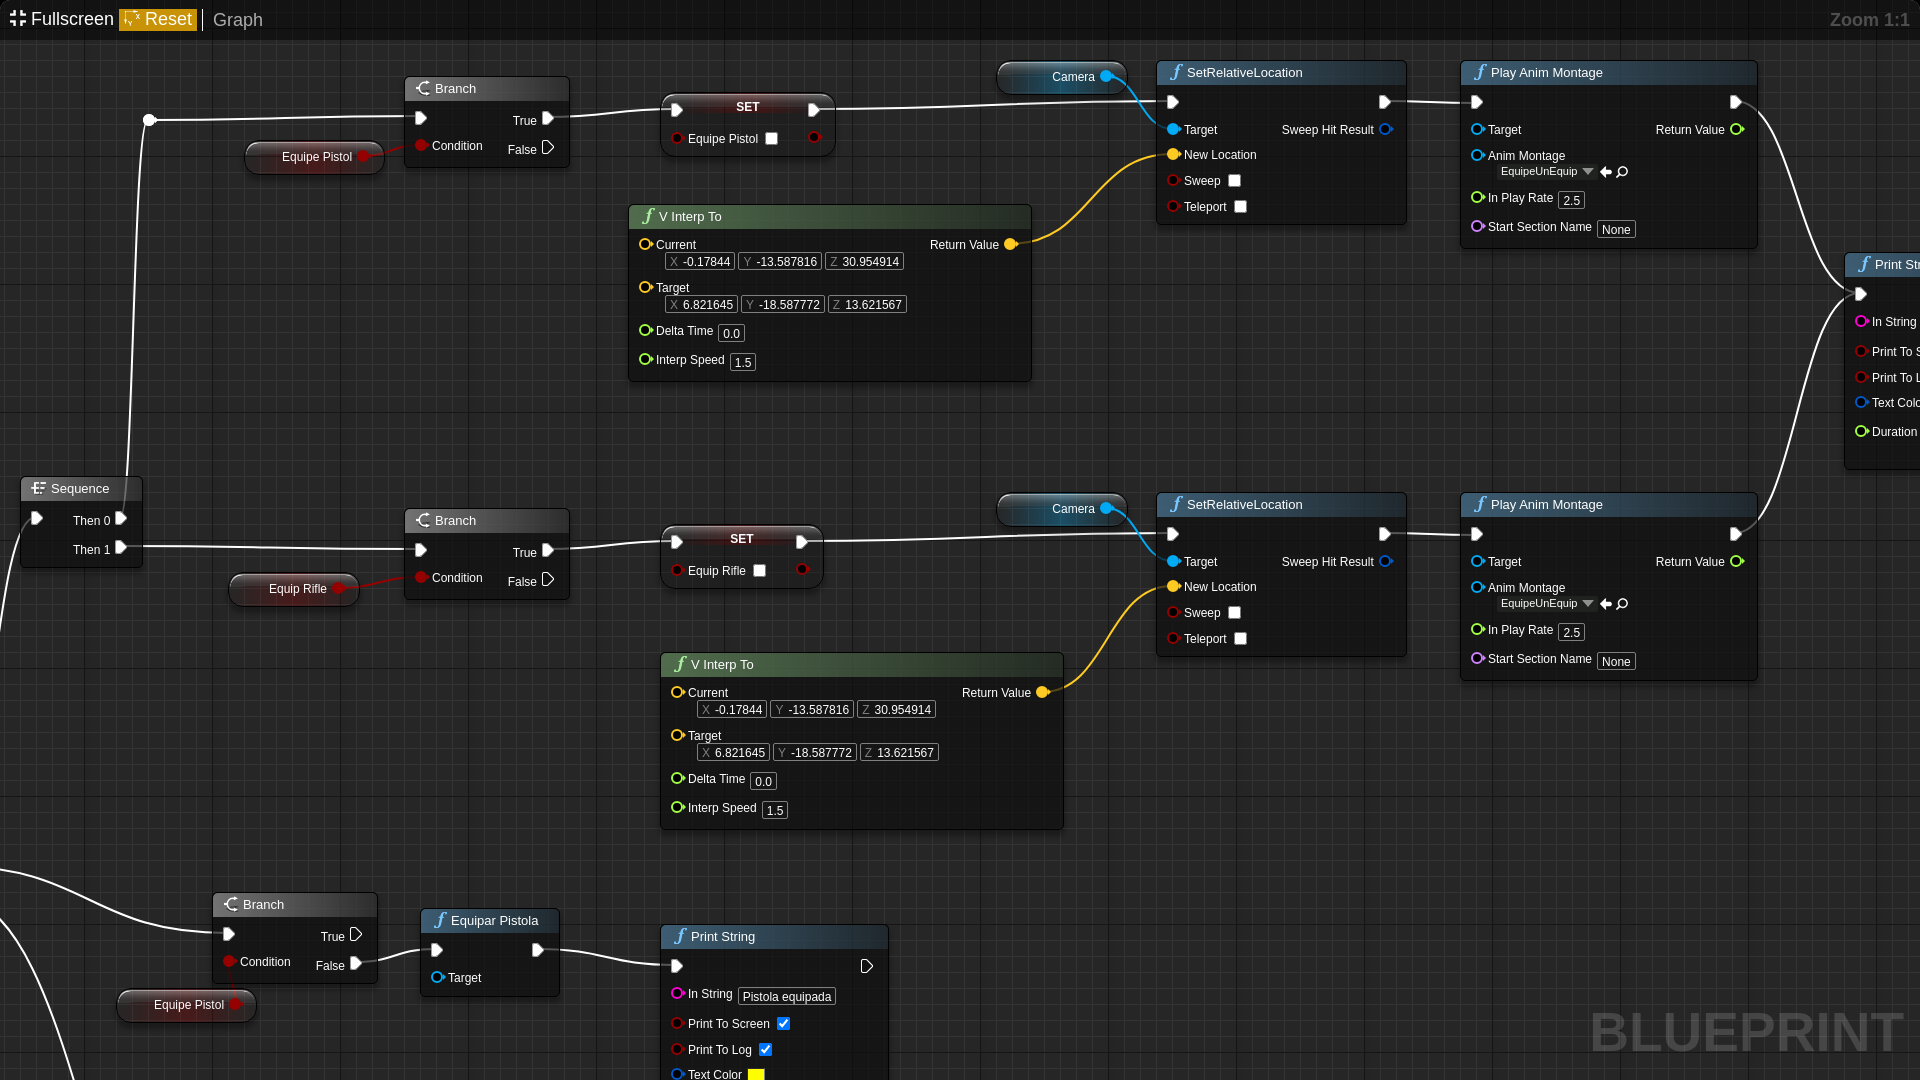 Fullscreen Reset Graph Zoom 1:1
Branch
True
Condition False
Equipe Pistol
SET
Equipe Pistol
Camera
SetRelativeLocation
Target Sweep Hit Result
New Location
Sweep
Teleport
Play Anim Montage
Target Return Value
Anim Montage
EquipeUnEquip
In Play Rate 2.5
Start Section Name None
V Interp To
Current Return Value
X -0.17844 Y -13.587816 Z 30.954914
Target
X 6.821645 Y -18.587772 Z 13.621567
Delta Time 0.0
Interp Speed 1.5
Print Str
In String
Print To S
Print To L
Text Colo
Duration
Sequence
Then 0
Then 1
Branch
True
Condition False
Equip Rifle
SET
Equip Rifle
Camera
SetRelativeLocation
Target Sweep Hit Result
New Location
Sweep
Teleport
Play Anim Montage
Target Return Value
Anim Montage
EquipeUnEquip
In Play Rate 2.5
Start Section Name None
V Interp To
Current Return Value
X -0.17844 Y -13.587816 Z 30.954914
Target
X 6.821645 Y -18.587772 Z 13.621567
Delta Time 0.0
Interp Speed 1.5
Branch
True
Condition False
Equipe Pistol
Equipar Pistola
Target
Print String
In String Pistola equipada
Print To Screen
Print To Log
Text Color
BLUEPRINT